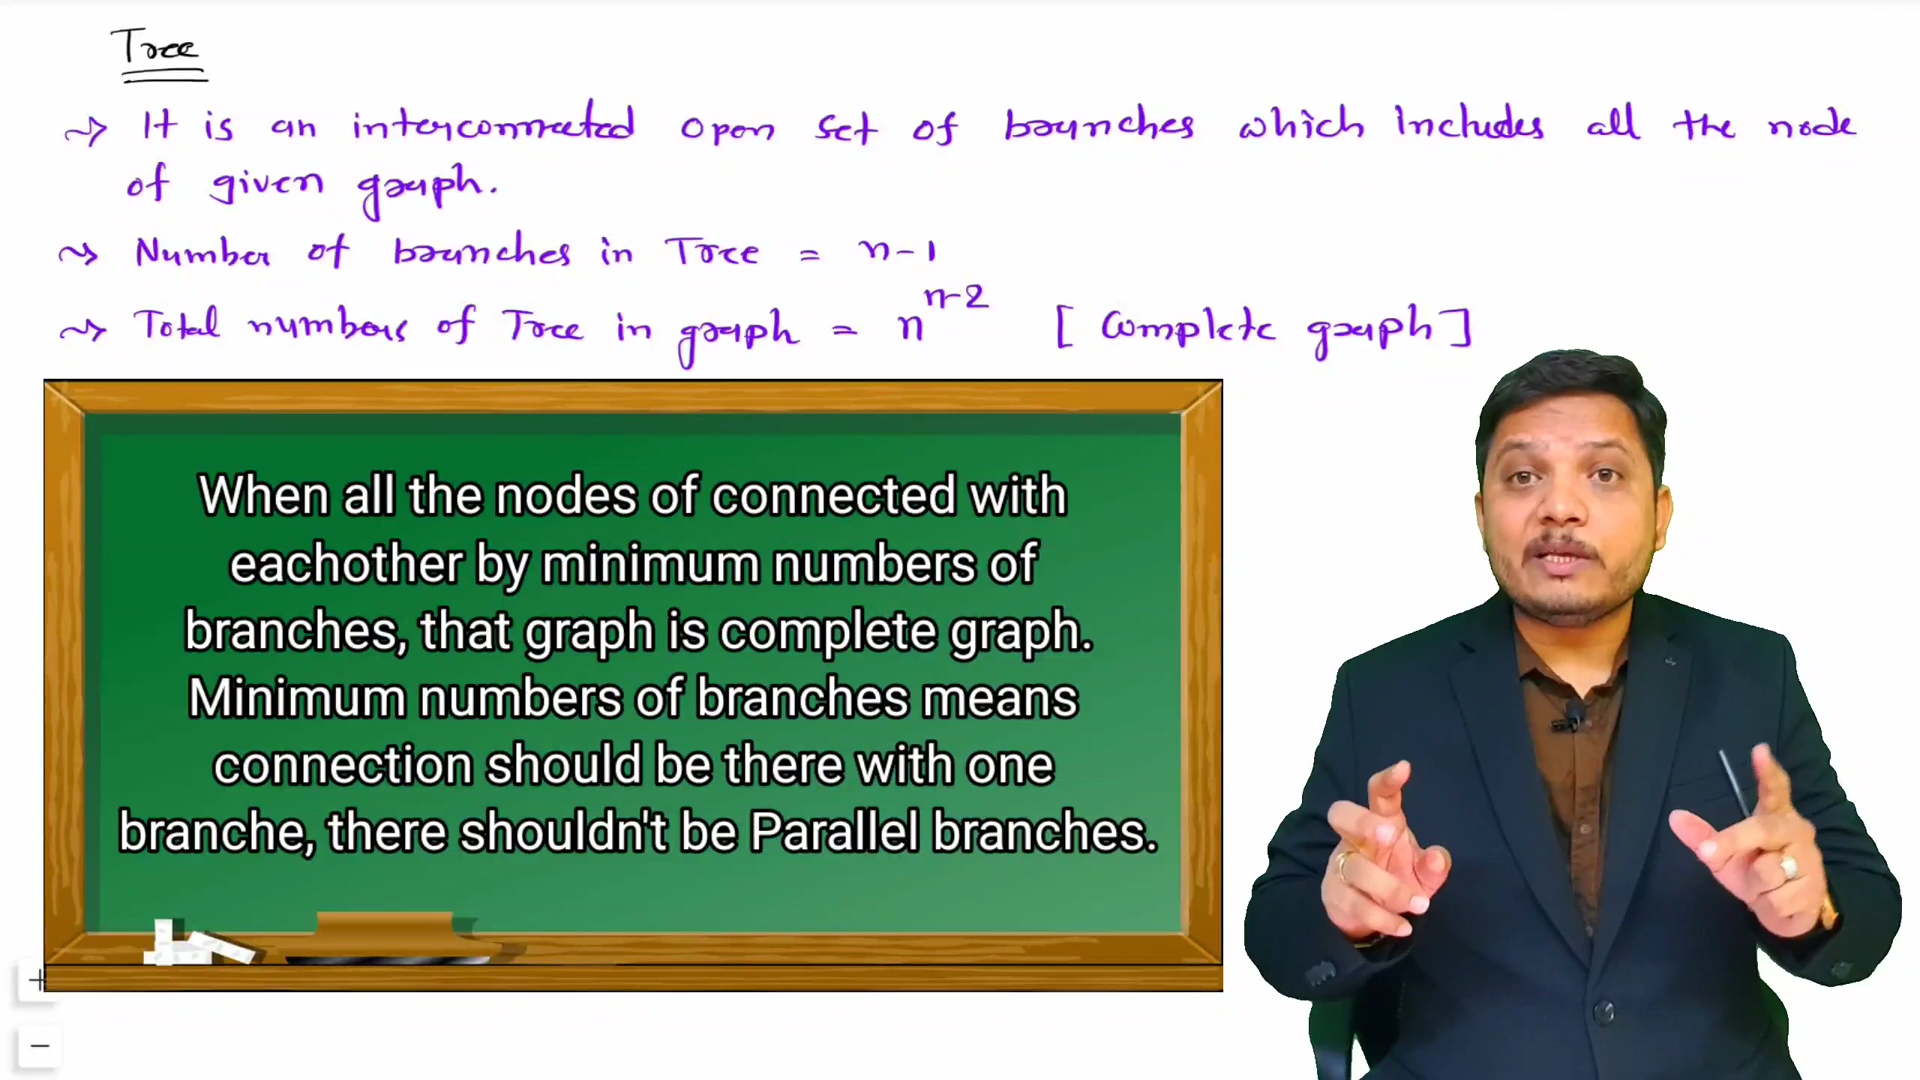 Tree
→ It is an interconnected open set of branches which includes all the node
of given graph.
→ Number of branches in Tree = n-1
→ Total numbers of Tree in graph = n^{n-2} [Complete graph]
When all the nodes of connected with
eachother by minimum numbers of
branches, that graph is complete graph.
Minimum numbers of branches means
connection should be there with one
branche, there shouldn't be Parallel branches.
+
−